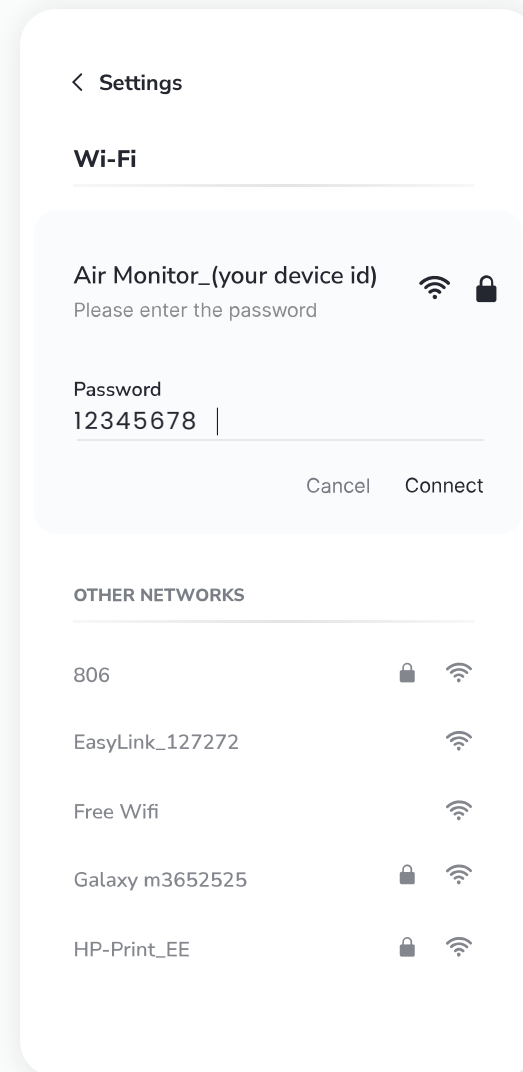 Settings
Wi-Fi
Air Monitor_(your device id)
Please enter the password
Password
12345678
Cancel Connect
OTHER NETWORKS
806
EasyLink_127272
Free Wifi
Galaxy m3652525
HP-Print_EE